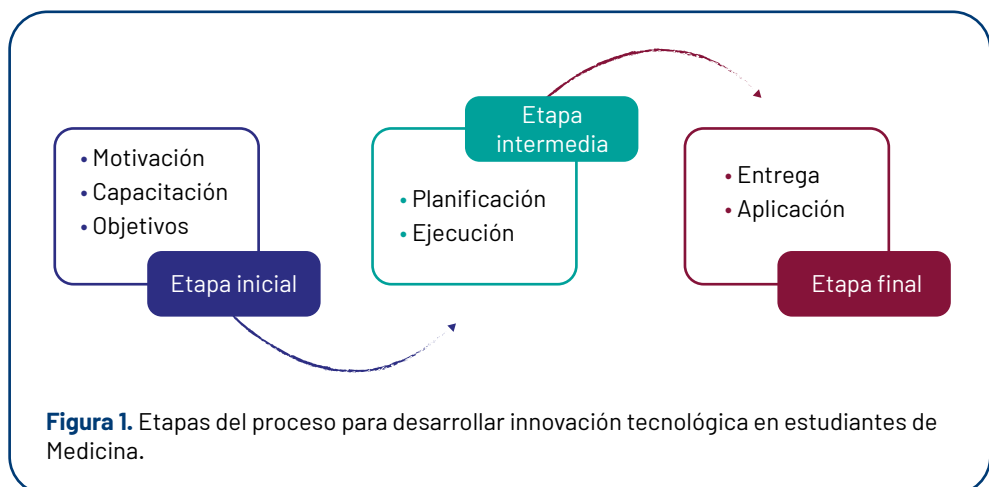 • Motivación
• Capacitación
• Objetivos
Etapa inicial
Etapa
intermedia
• Planificación
• Ejecución
• Entrega
• Aplicación
Etapa final
Figura 1. Etapas del proceso para desarrollar innovación tecnológica en estudiantes de
Medicina.